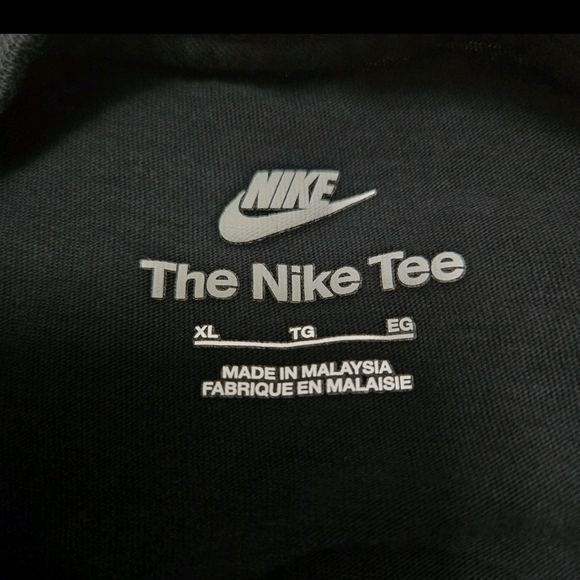 NIKE
The Nike Tee
XL TG EG
MADE IN MALAYSIA
FABRIQUE EN MALAISIE